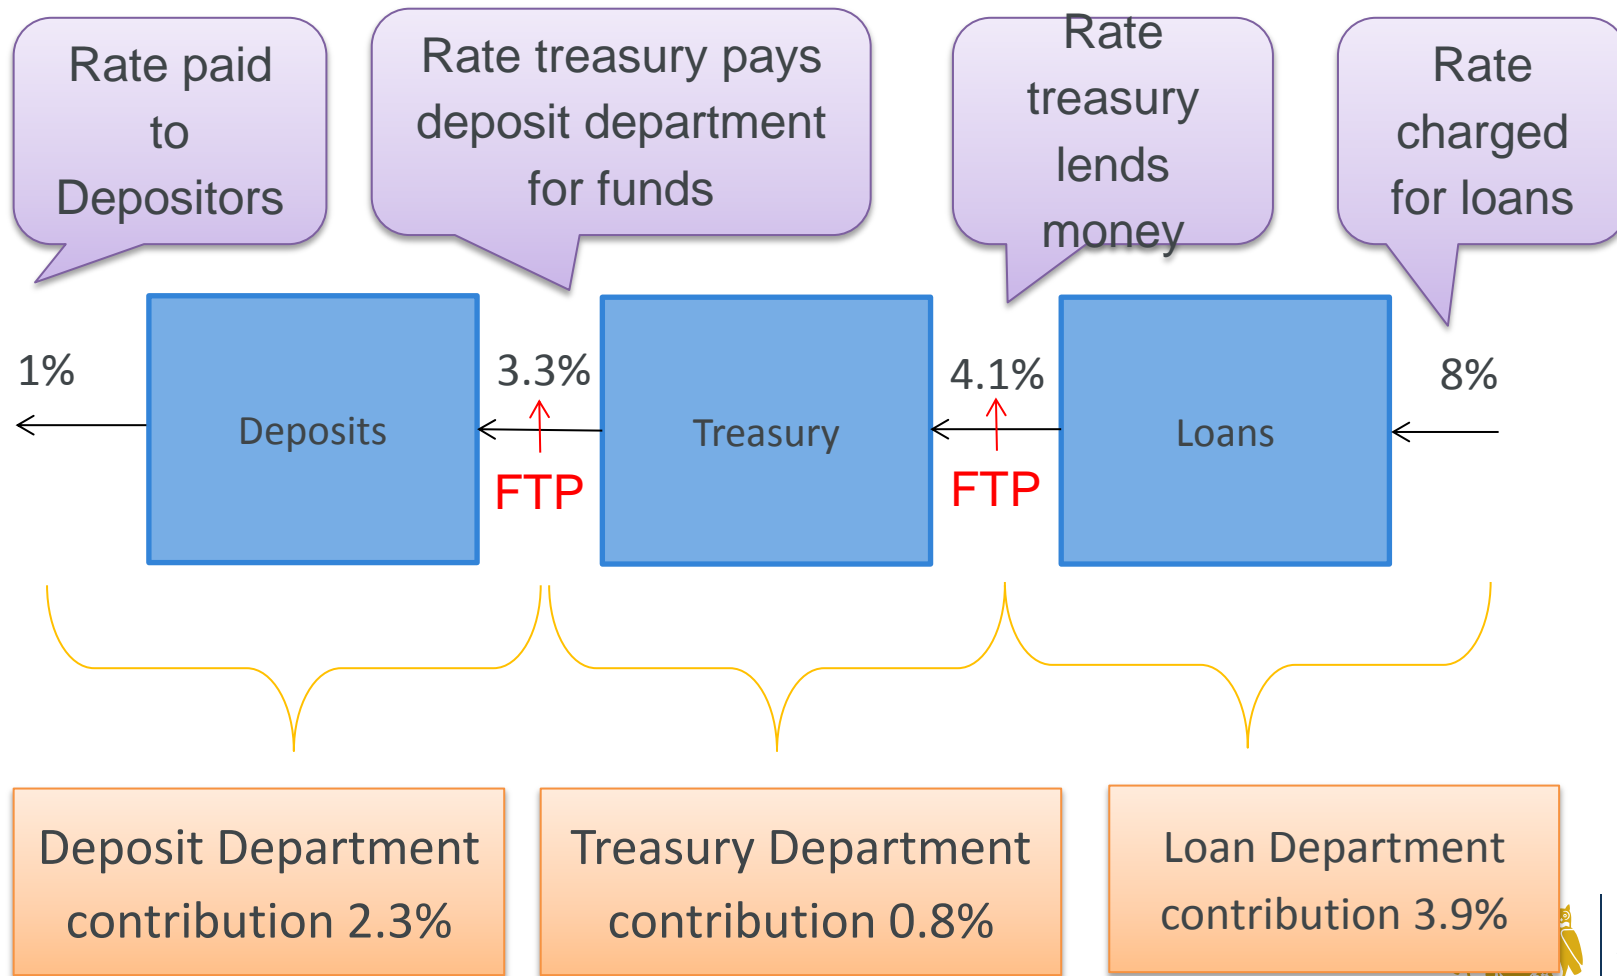 Rate paid
to
Depositors
Rate treasury pays
deposit department
for funds
Rate
treasury
lends
money
Rate
charged
for loans
1%
3.3%
4.1%
8%
Deposits
Treasury
Loans
FTP
FTP
Deposit Department
contribution 2.3%
Treasury Department
contribution 0.8%
Loan Department
contribution 3.9%